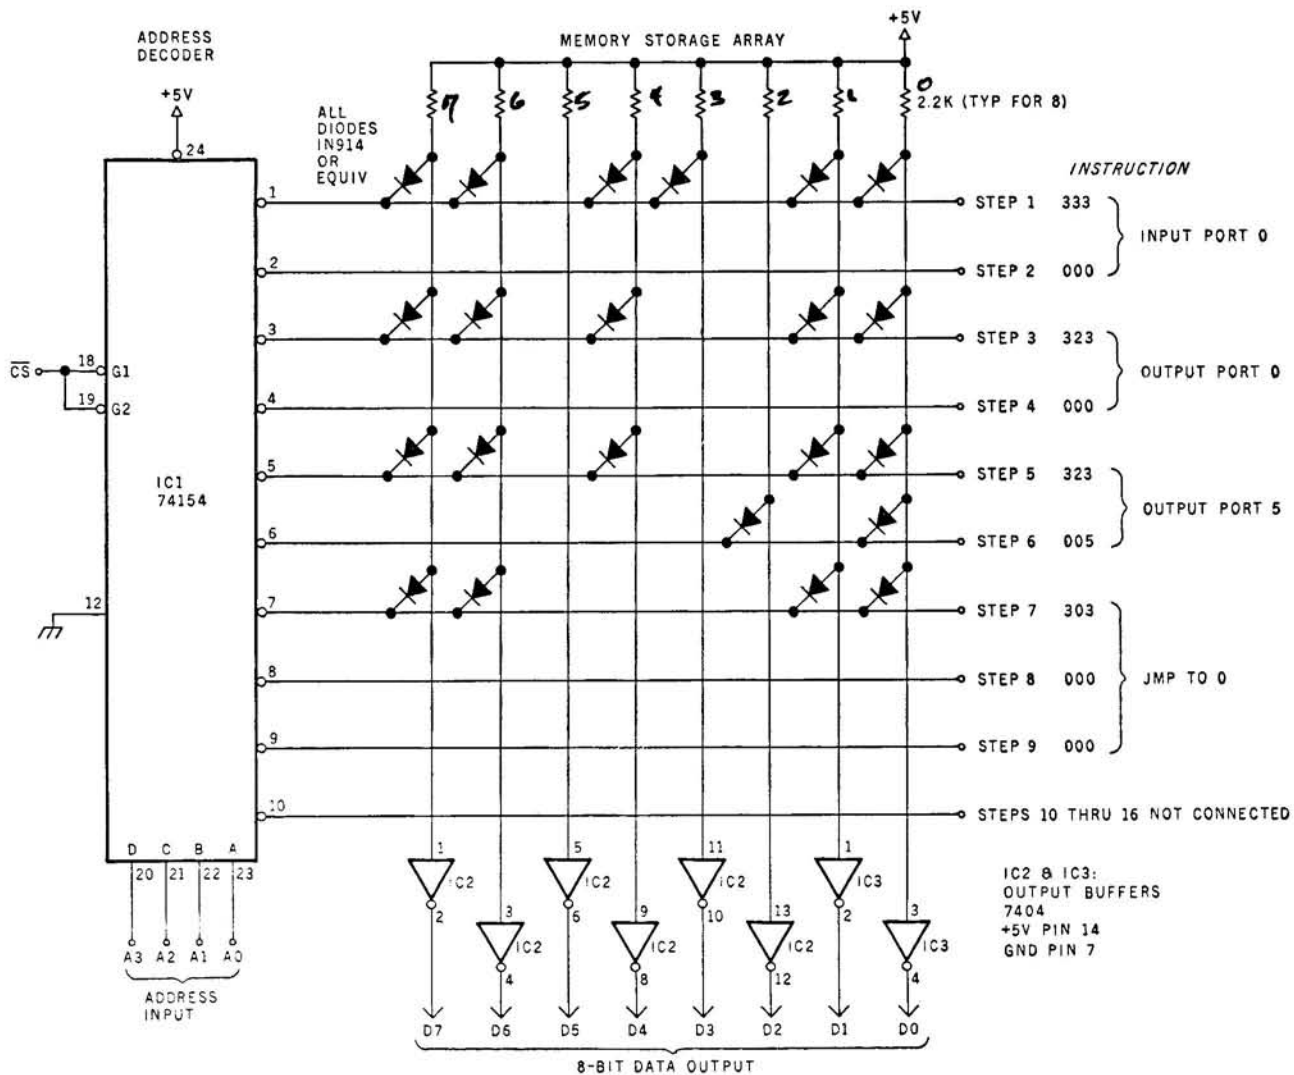 +5V
MEMORY STORAGE ARRAY
ADDRESS
DECODER
+5V
24
ALL
DIODES
IN914
OR
EQUIV
7 6 5 4 3 2 1 0
2.2K (TYP FOR 8)
INSTRUCTION
1
STEP 1 333
INPUT PORT 0
2
STEP 2 000
3
STEP 3 323
OUTPUT PORT 0
CS 18 G1
19 G2
4
STEP 4 000
5
STEP 5 323
OUTPUT PORT 5
IC1
74154
6
STEP 6 005
12
7
STEP 7 303
8
STEP 8 000
JMP TO 0
9
STEP 9 000
10
STEPS 10 THRU 16 NOT CONNECTED
D C B A
20 21 22 23
A3 A2 A1 A0
ADDRESS
INPUT
1 5 11 1
IC2 IC2 IC2 IC3
2 6 10 2
3 9 13 3
IC2 IC2 IC2 IC3
4 8 12 4
IC2 & IC3:
OUTPUT BUFFERS
7404
+5V PIN 14
GND PIN 7
D7 D6 D5 D4 D3 D2 D1 D0
8-BIT DATA OUTPUT